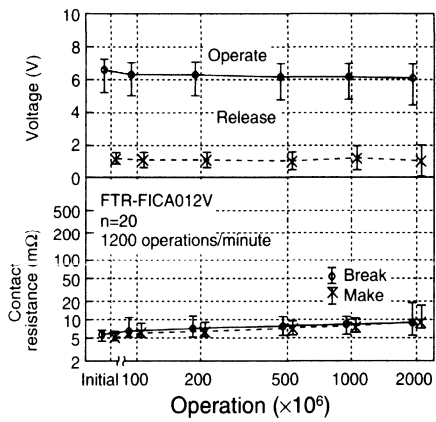 Voltage (V)
10
8
6
4
2
0
Operate
Release
Contact
resistance (mΩ)
500
200
100
50
20
10
5
2
FTR-FICA012V
n=20
1200 operations/minute
Break
Make
Initial 100 200 500 1000 2000
Operation (×10⁶)